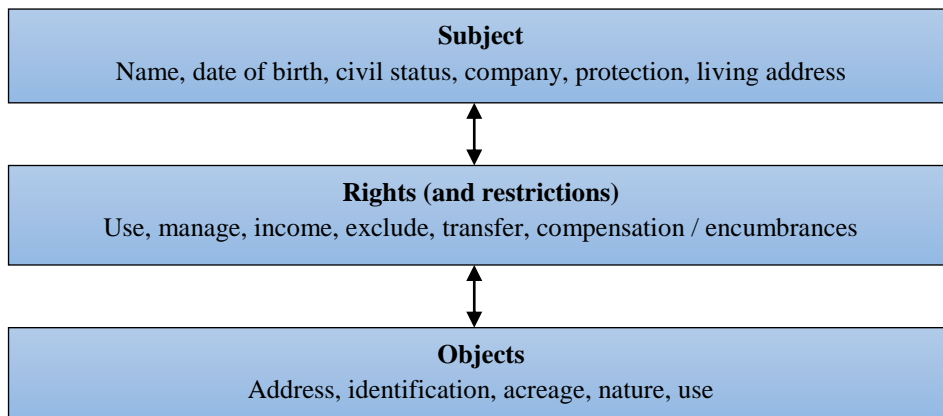 Subject
Name, date of birth, civil status, company, protection, living address
Rights (and restrictions)
Use, manage, income, exclude, transfer, compensation / encumbrances
Objects
Address, identification, acreage, nature, use